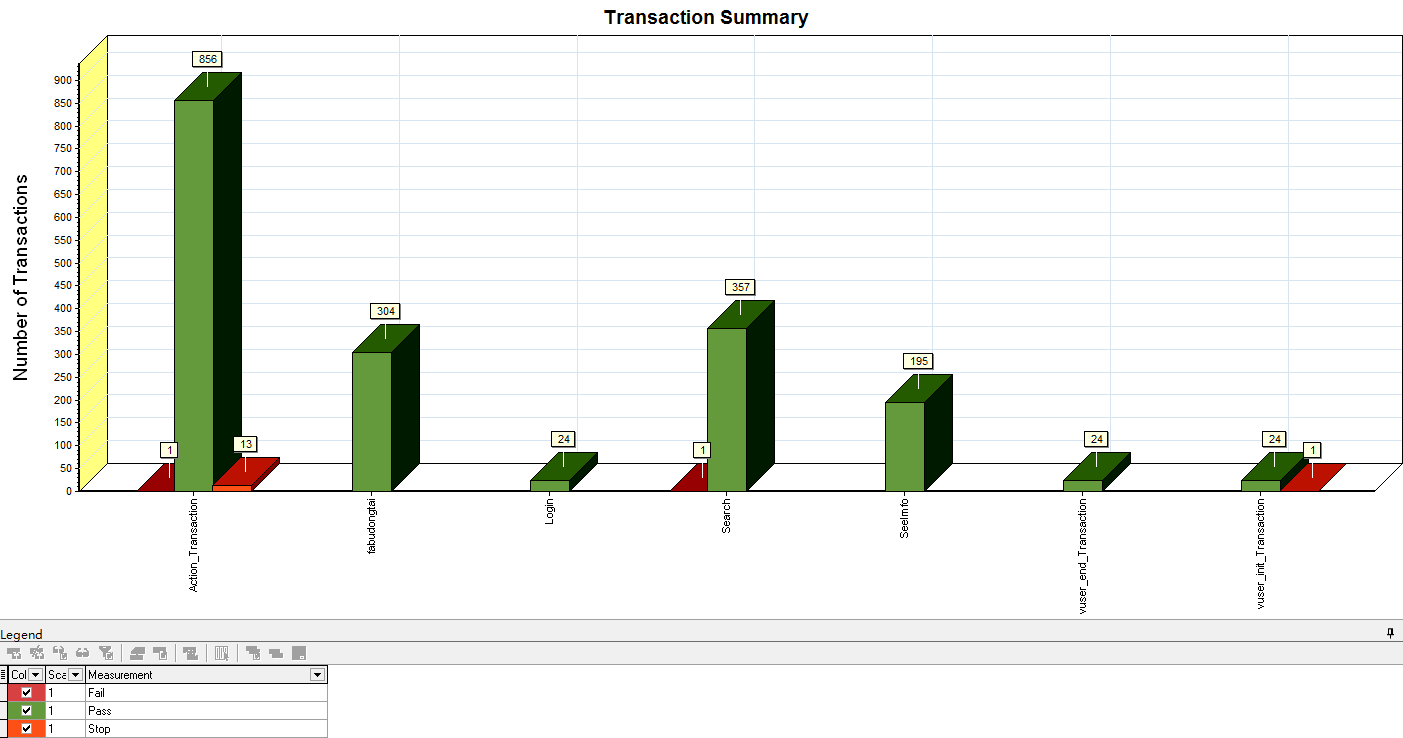 Transaction Summary
Number of Transactions
900
850
800
750
700
650
600
550
500
450
400
350
300
250
200
150
100
50
0
856
1
13
304
24
357
1
195
24
24
1
Action_Transaction
fabudongtai
Login
Search
SeeImfo
vuser_end_Transaction
vuser_init_Transaction
Legend
Col Sca Measurement
1 Fail
1 Pass
1 Stop